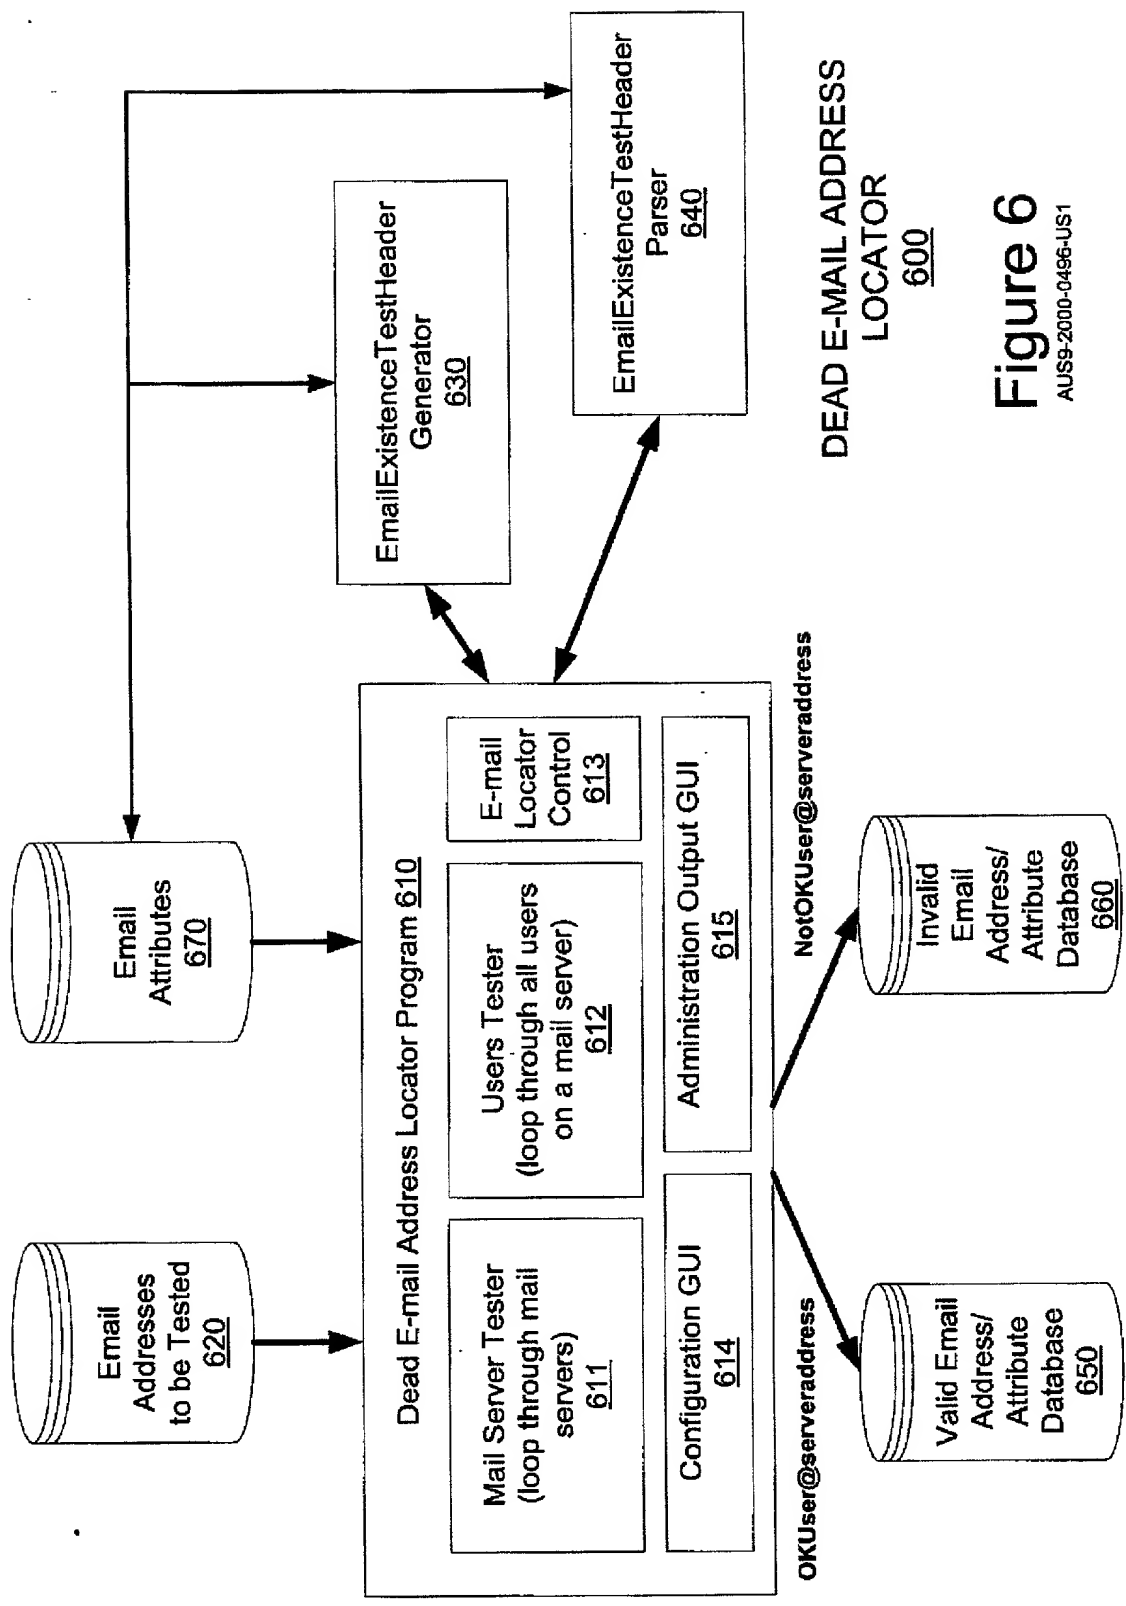 Email
Addresses
to be Tested
620
Email
Attributes
670
Dead E-mail Address Locator Program 610
Mail Server Tester
(loop through mail
servers)
611
Users Tester
(loop through all users
on a mail server)
612
E-mail
Locator
Control
613
Configuration GUI
614
Administration Output GUI
615
EmailExistenceTestHeader
Generator
630
EmailExistenceTestHeader
Parser
640
OKUser@serveraddress
NotOKUser@serveraddress
Valid Email
Address/
Attribute
Database
650
Invalid
Email
Address/
Attribute
Database
660
DEAD E-MAIL ADDRESS
LOCATOR
600
Figure 6
AUS9-2000-0496-US1